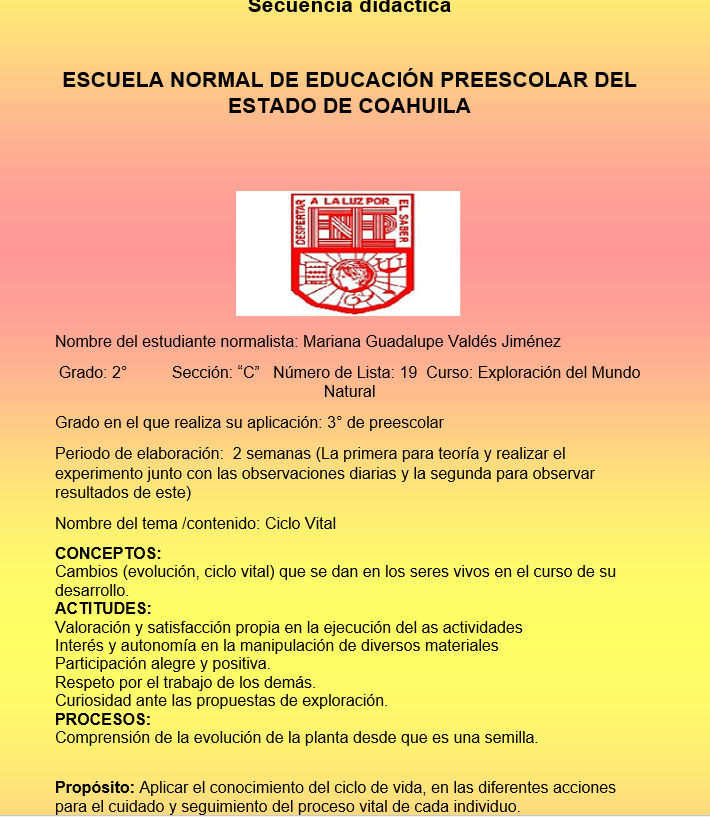 Secuencia didáctica
ESCUELA NORMAL DE EDUCACIÓN PREESCOLAR DEL
ESTADO DE COAHUILA
DESPERTAR
A LA LUZ POR
EL SABER
ENEP
Nombre del estudiante normalista: Mariana Guadalupe Valdés Jiménez
Grado: 2° Sección: “C” Número de Lista: 19 Curso: Exploración del Mundo
Natural
Grado en el que realiza su aplicación: 3° de preescolar
Periodo de elaboración: 2 semanas (La primera para teoría y realizar el
experimento junto con las observaciones diarias y la segunda para observar
resultados de este)
Nombre del tema /contenido: Ciclo Vital
CONCEPTOS:
Cambios (evolución, ciclo vital) que se dan en los seres vivos en el curso de su
desarrollo.
ACTITUDES:
Valoración y satisfacción propia en la ejecución del as actividades
Interés y autonomía en la manipulación de diversos materiales
Participación alegre y positiva.
Respeto por el trabajo de los demás.
Curiosidad ante las propuestas de exploración.
PROCESOS:
Comprensión de la evolución de la planta desde que es una semilla.
Propósito: Aplicar el conocimiento del ciclo de vida, en las diferentes acciones
para el cuidado y seguimiento del proceso vital de cada individuo.